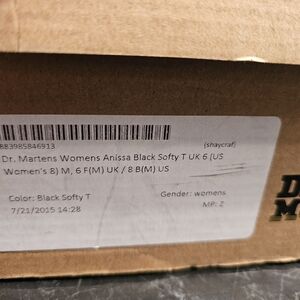 883985846913 (shaycraf)
Dr. Martens Womens Anissa Black Softy T UK 6 (US
Women's 8) M, 6 F(M) UK / 8 B(M) US
Color: Black Softy T Gender: womens
7/21/2015 14:28 MP: 2
D
M